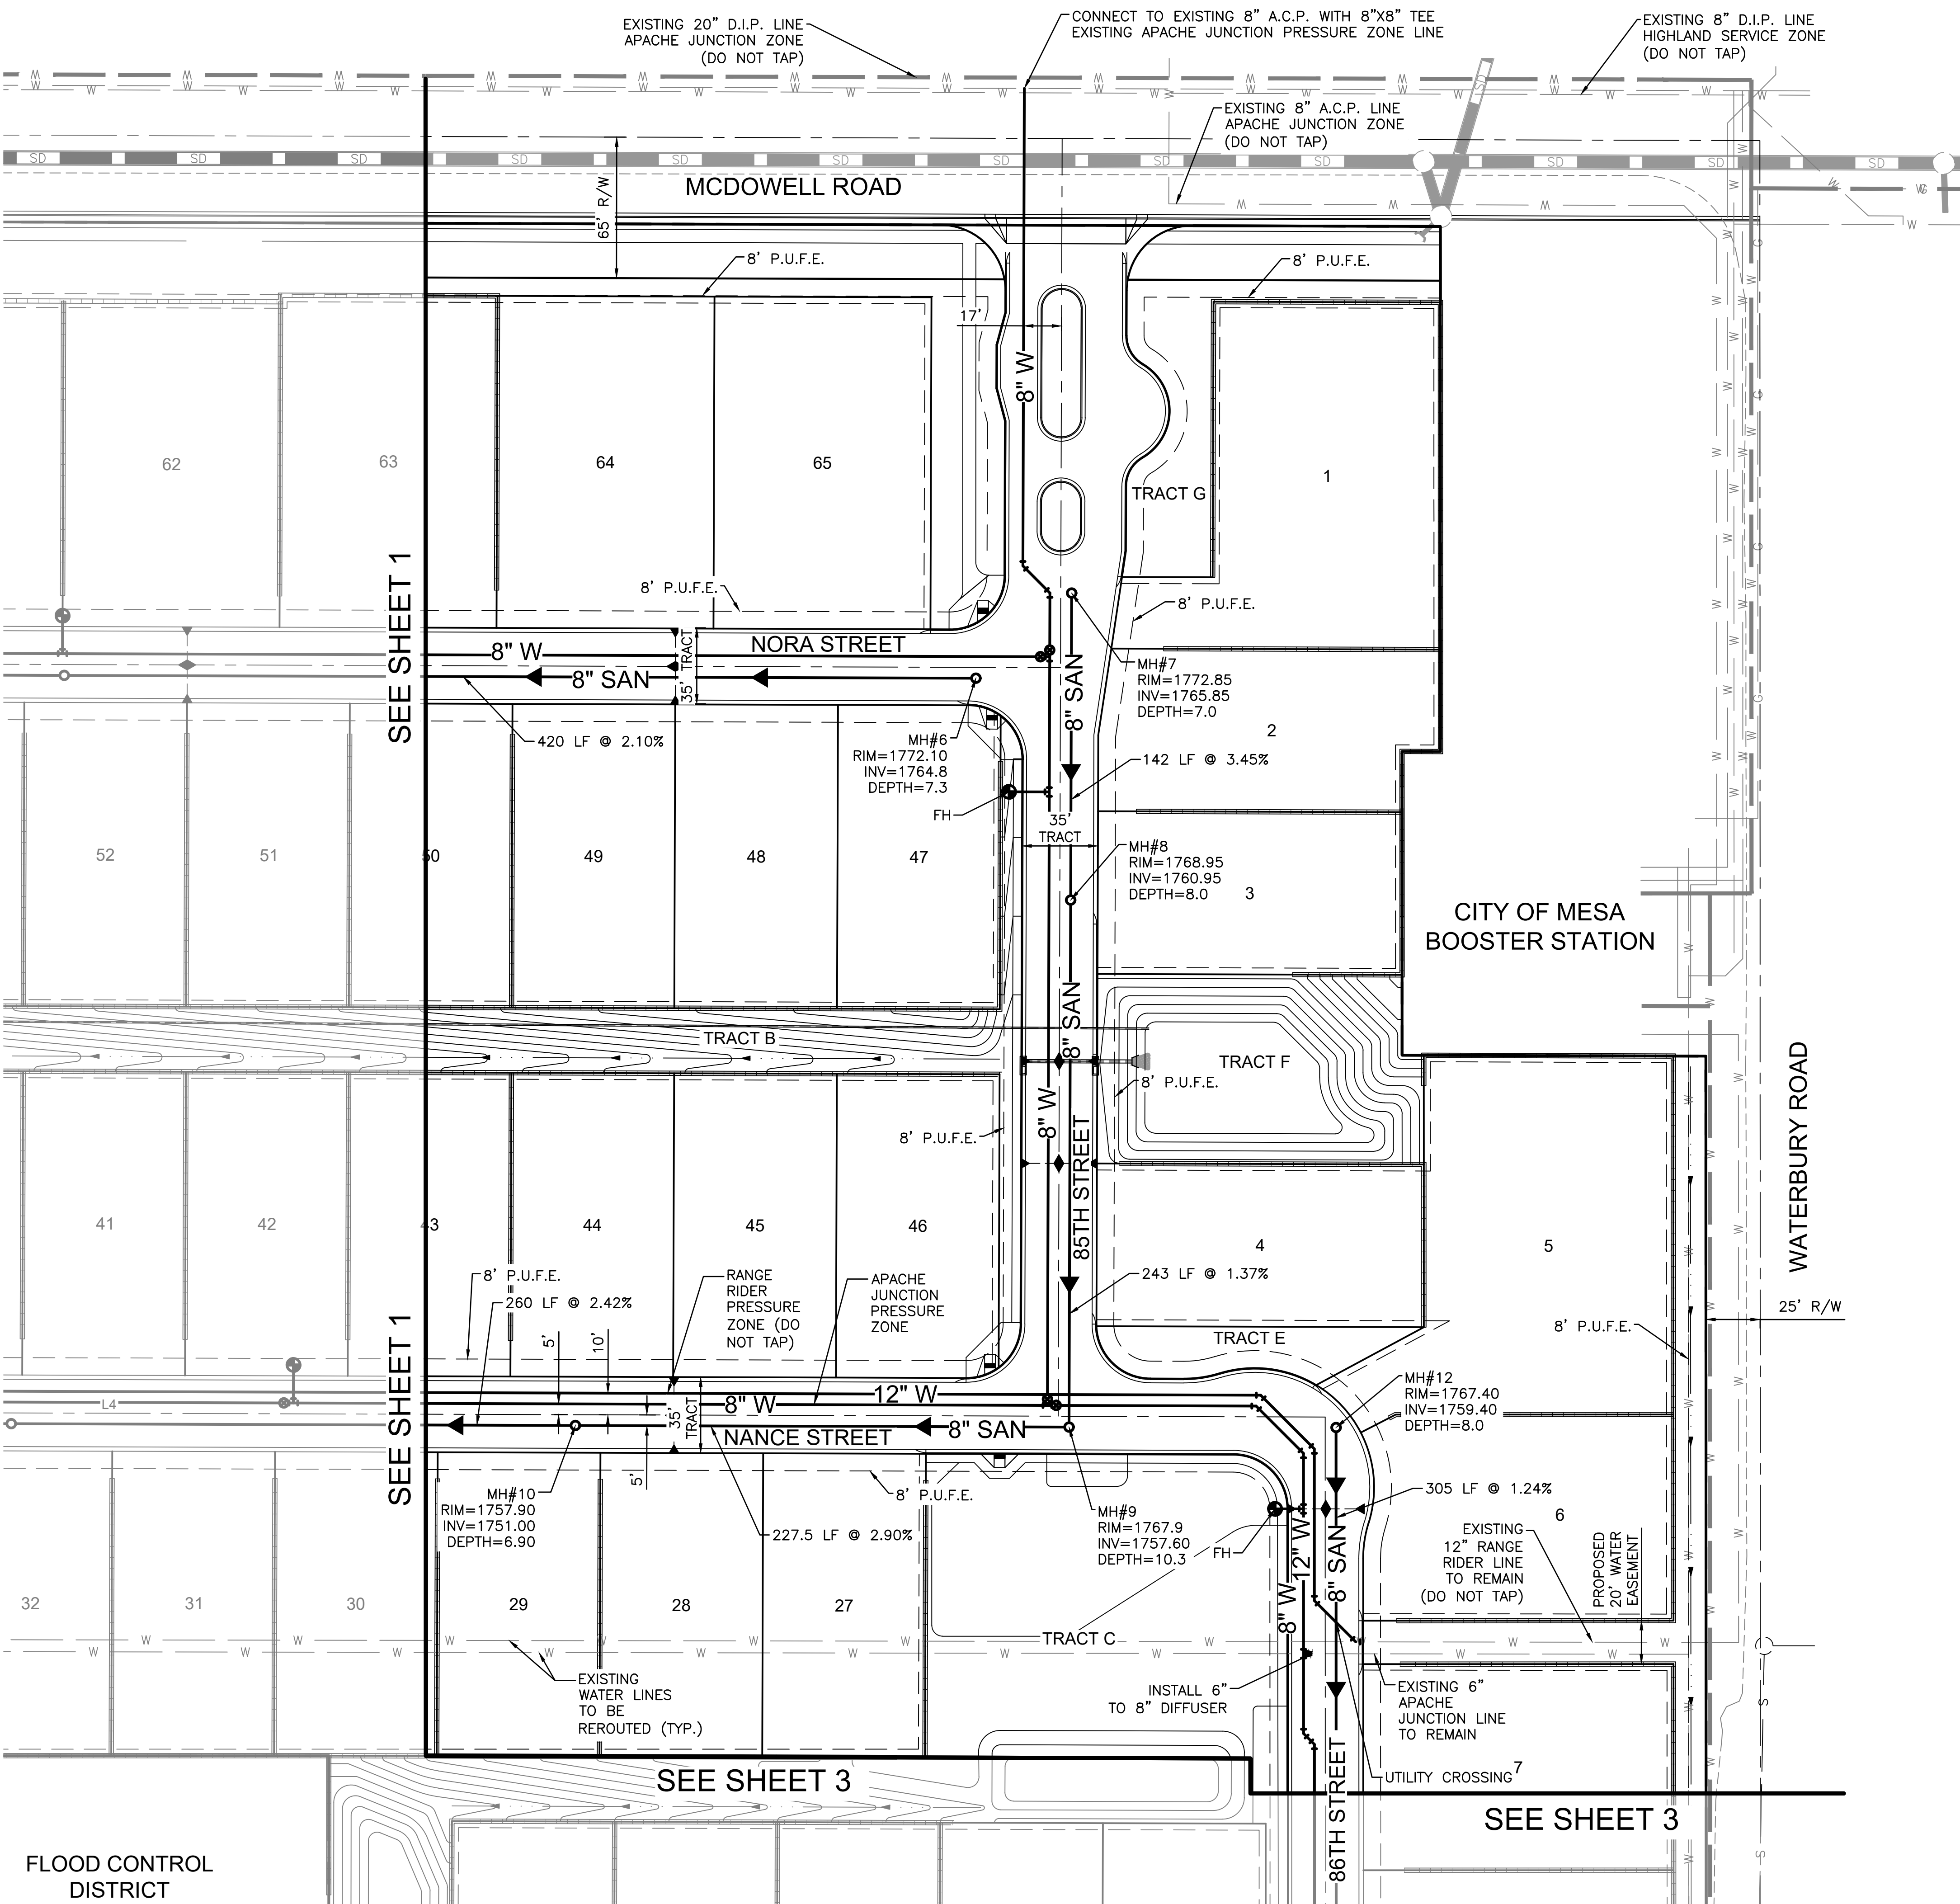 EXISTING 20" D.I.P. LINE
APACHE JUNCTION ZONE
(DO NOT TAP)
CONNECT TO EXISTING 8" A.C.P. WITH 8"X8" TEE
EXISTING APACHE JUNCTION PRESSURE ZONE LINE
EXISTING 8" D.I.P. LINE
HIGHLAND SERVICE ZONE
(DO NOT TAP)
EXISTING 8" A.C.P. LINE
APACHE JUNCTION ZONE
(DO NOT TAP)
SD SD SD SD SD SD SD SD SD SD SD
SD
MCDOWELL ROAD
65' R/W
8' P.U.F.E.
8' P.U.F.E.
17'
8" W
62
63
64
65
1
TRACT G
SEE SHEET 1
8' P.U.F.E.
8' P.U.F.E.
NORA STREET
8" W
8" SAN
35' TRACT
8" SAN
MH#7
RIM=1772.85
INV=1765.85
DEPTH=7.0
2
420 LF @ 2.10%
MH#6
RIM=1772.10
INV=1764.8
DEPTH=7.3
142 LF @ 3.45%
FH
35'
TRACT
MH#8
RIM=1768.95
INV=1760.95
DEPTH=8.0
3
52
51
50
49
48
47
CITY OF MESA
BOOSTER STATION
8" SAN
TRACT B
TRACT F
8' P.U.F.E.
8" W
8' P.U.F.E.
85TH STREET
WATERBURY ROAD
41
42
43
44
45
46
4
5
8' P.U.F.E.
260 LF @ 2.42%
RANGE
RIDER
PRESSURE
ZONE (DO
NOT TAP)
APACHE
JUNCTION
PRESSURE
ZONE
243 LF @ 1.37%
25' R/W
8' P.U.F.E.
TRACT E
5'
10'
SEE SHEET 1
L4
8" W
12" W
35'
TRACT
NANCE STREET
8" SAN
5'
MH#12
RIM=1767.40
INV=1759.40
DEPTH=8.0
MH#10
RIM=1757.90
INV=1751.00
DEPTH=6.90
8' P.U.F.E.
227.5 LF @ 2.90%
MH#9
RIM=1767.9
INV=1757.60
DEPTH=10.3
FH
305 LF @ 1.24%
6
EXISTING
12" RANGE
RIDER LINE
TO REMAIN
(DO NOT TAP)
PROPOSED
20' WATER
EASEMENT
12" W
8" SAN
8" W
32
31
30
29
28
27
TRACT C
EXISTING
WATER LINES
TO BE
REROUTED (TYP.)
INSTALL 6"
TO 8" DIFFUSER
EXISTING 6"
APACHE
JUNCTION LINE
TO REMAIN
UTILITY CROSSING
7
SEE SHEET 3
SEE SHEET 3
86TH STREET
FLOOD CONTROL
DISTRICT